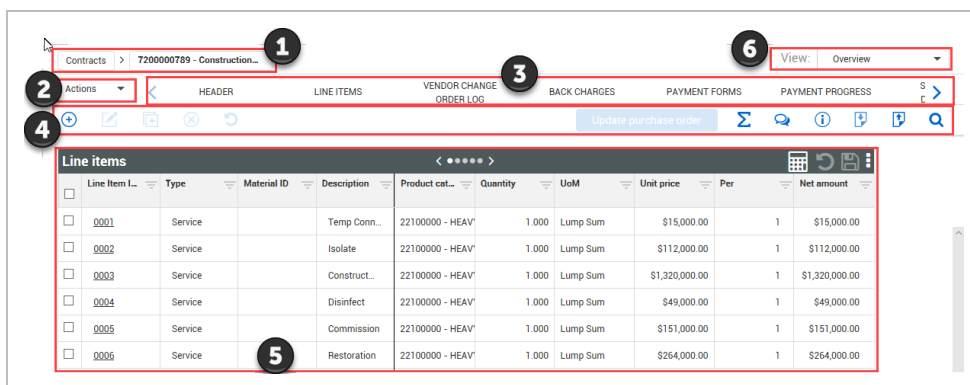 1
6
Contracts > 7200000789 - Construction...
View: Overview
2
Actions
3
HEADER
LINE ITEMS
VENDOR CHANGE
ORDER LOG
BACK CHARGES
PAYMENT FORMS
PAYMENT PROGRESS
S
4
Update purchase order
Line items
Line Item I... Type Material ID Description Product cat... Quantity UoM Unit price Per Net amount
0001 Service Temp Conn... 22100000 - HEAV 1.000 Lump Sum $15,000.00 1 $15,000.00
0002 Service Isolate 22100000 - HEAV 1.000 Lump Sum $112,000.00 1 $112,000.00
0003 Service Construct... 22100000 - HEAV 1.000 Lump Sum $1,320,000.00 1 $1,320,000.00
0004 Service Disinfect 22100000 - HEAV 1.000 Lump Sum $49,000.00 1 $49,000.00
0005 Service Commission 22100000 - HEAV 1.000 Lump Sum $151,000.00 1 $151,000.00
0006 Service Restoration 22100000 - HEAV 1.000 Lump Sum $264,000.00 1 $264,000.00
5